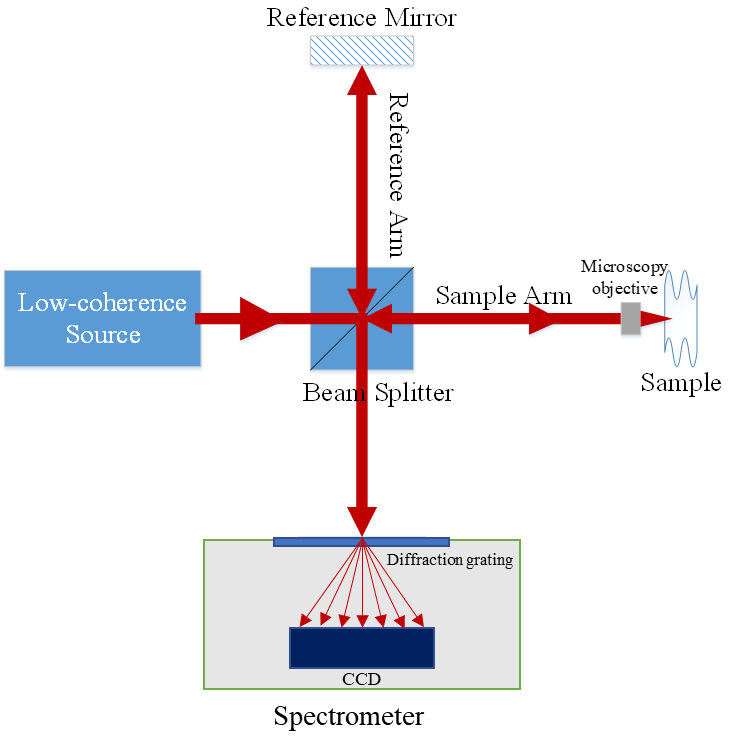 Reference Mirror
Reference Arm
Low-coherence
Source
Sample Arm
Microscopy
objective
Sample
Beam Splitter
Diffraction grating
CCD
Spectrometer